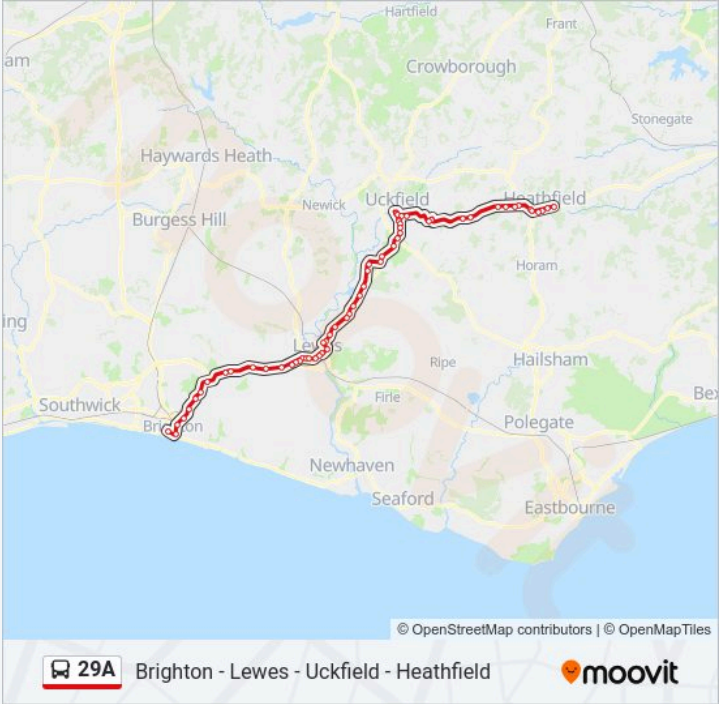 Hartfield
Frant
am
Crowborough
Stonegate
Haywards Heath
Uckfield
Heathfield
Newick
Burgess Hill
Horam
ing
Lewes
Ripe
Hailsham
Southwick
Firle
Bex
Brighton
Polegate
Newhaven
Seaford
Eastbourne
© OpenStreetMap contributors | © OpenMapTiles
29A Brighton - Lewes - Uckfield - Heathfield moovit